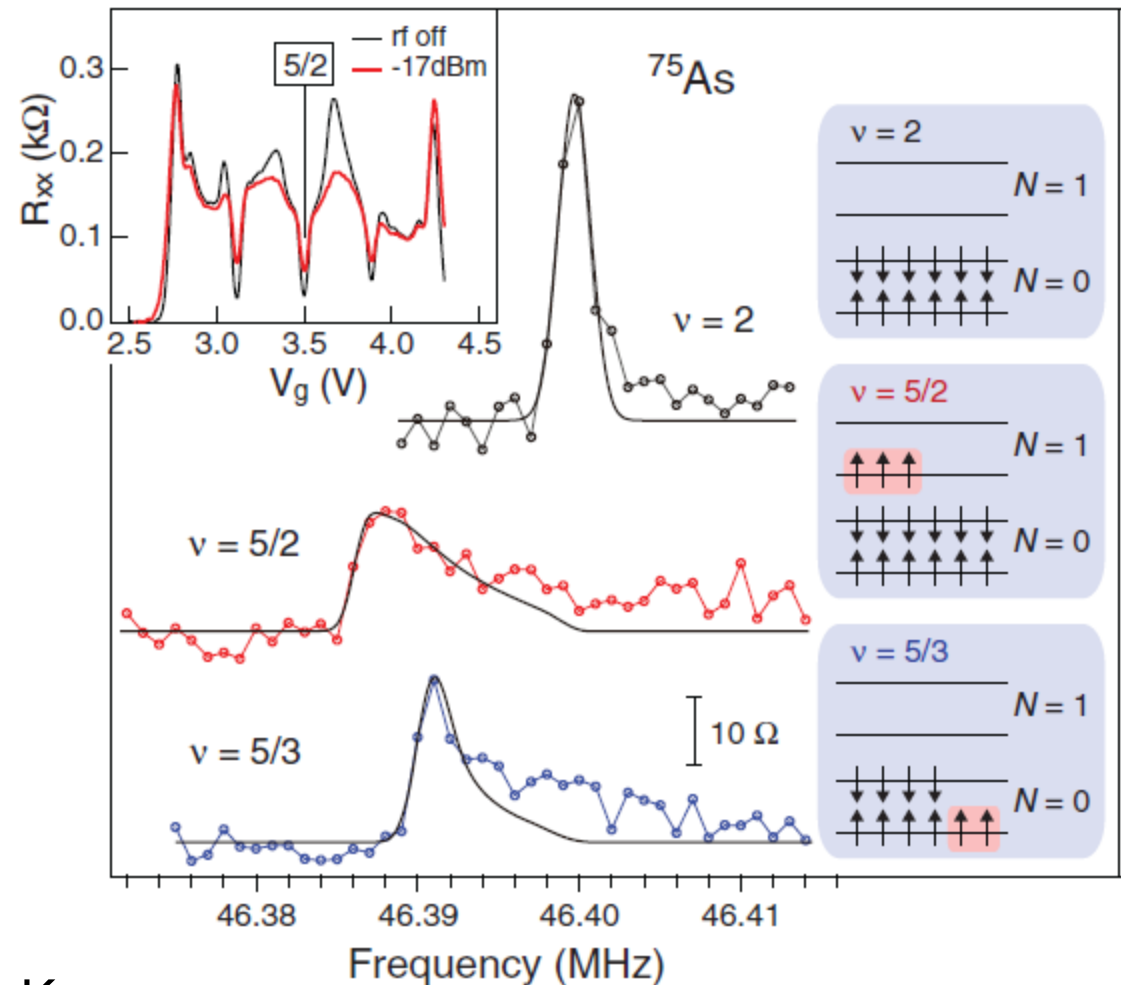 rf off
-17dBm
5/2
0.3
0.2
0.1
0.0
Rxx (kΩ)
2.5 3.0 3.5 4.0 4.5
Vg (V)
75As
ν = 2
N = 1
N = 0
ν = 2
ν = 5/2
N = 1
N = 0
ν = 5/2
ν = 5/3
N = 1
N = 0
ν = 5/3
10 Ω
46.38 46.39 46.40 46.41
Frequency (MHz)